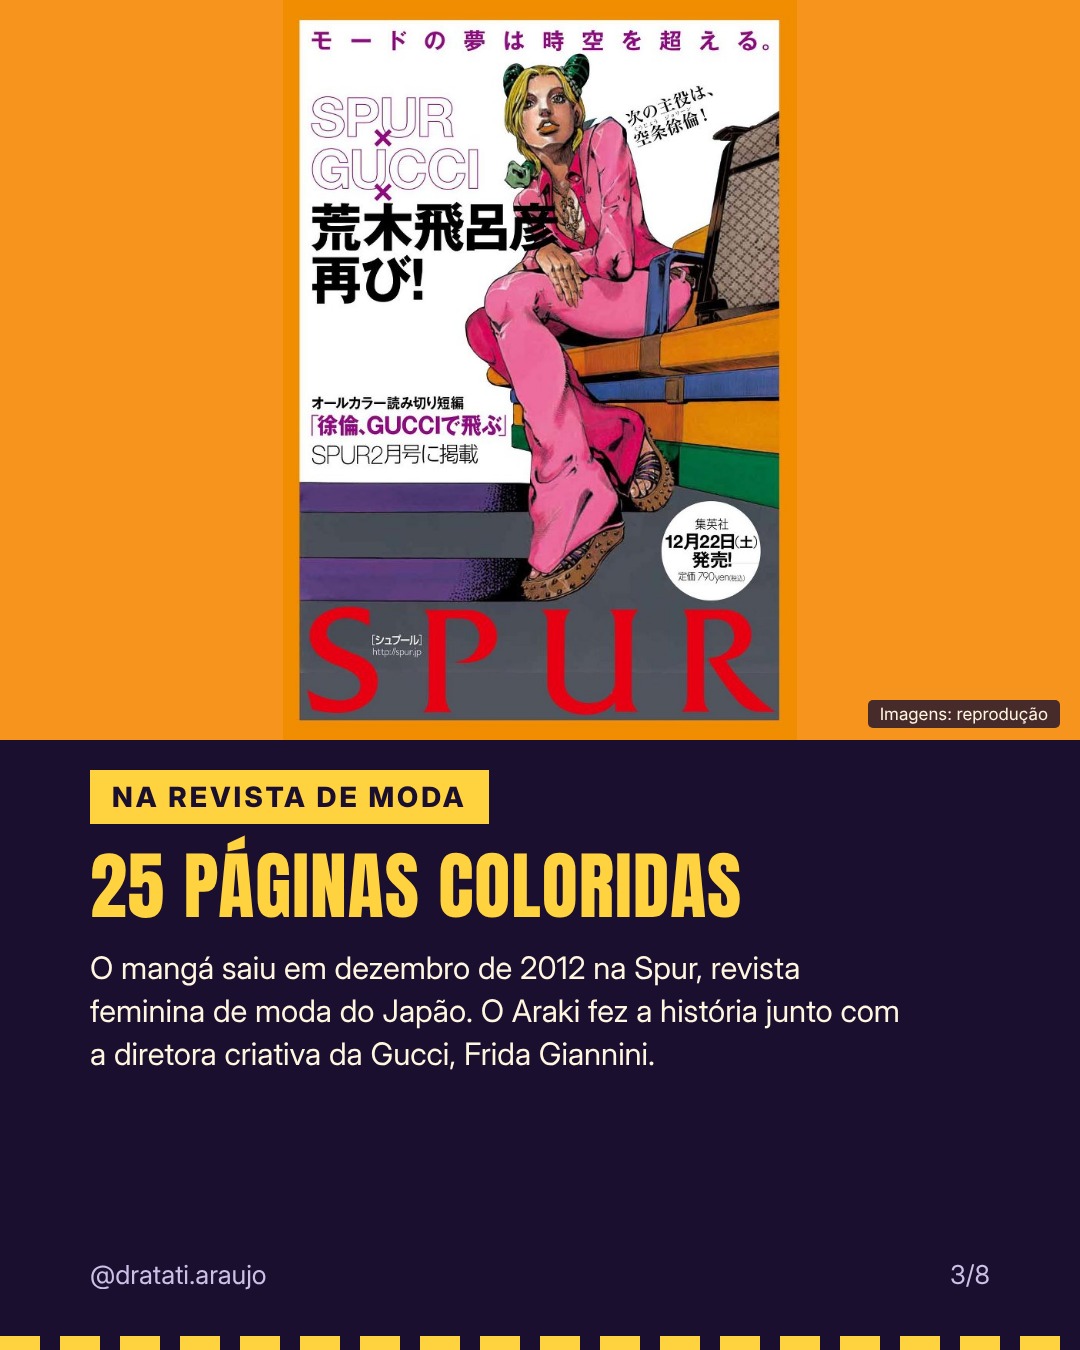 モードの夢は時空を超える。
SPUR
×
GUCCI
×
荒木飛呂彦
再び!
次の主役は、
空条徐倫!
オールカラー読み切り短編
「徐倫、GUCCIで飛ぶ」
SPUR2月号に掲載
集英社
12月22日(土)
発売!
定価 790yen(税込)
SPUR
[シュプール]
http://spur.jp
Imagens: reprodução
NA REVISTA DE MODA
25 PÁGINAS COLORIDAS
O mangá saiu em dezembro de 2012 na Spur, revista
feminina de moda do Japão. O Araki fez a história junto com
a diretora criativa da Gucci, Frida Giannini.
@dratati.araujo
3/8